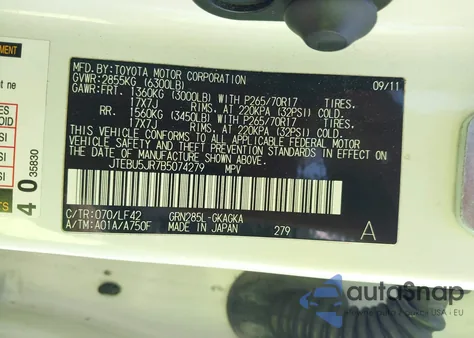 MFD.BY:TOYOTA MOTOR CORPORATION 09/11
GVWR:2855KG (6300LB)
GAWR:FRT. 1360KG (3000LB) WITH P265/70R17 TIRES.
17X7J RIMS. AT 220KPA (32PSI) COLD
RR. 1560KG (3450LB) WITH P265/70R17 TIRES.
17X7J RIMS. AT 220KPA (32PSI) COLD
THIS VEHICLE CONFORMS TO ALL APPLICABLE FEDERAL MOTOR
VEHICLE SAFETY AND THEFT PREVENTION STANDARDS IN EFFECT ON
THE DATE OF MANUFACTURE SHOWN ABOVE.
JTEBU5JR7B5074279 MPV
C/TR:070/LF42 GRN285L-GKAGKA
A/TM:A01A/A750F MADE IN JAPAN 279 A
40
35830
autoSnap